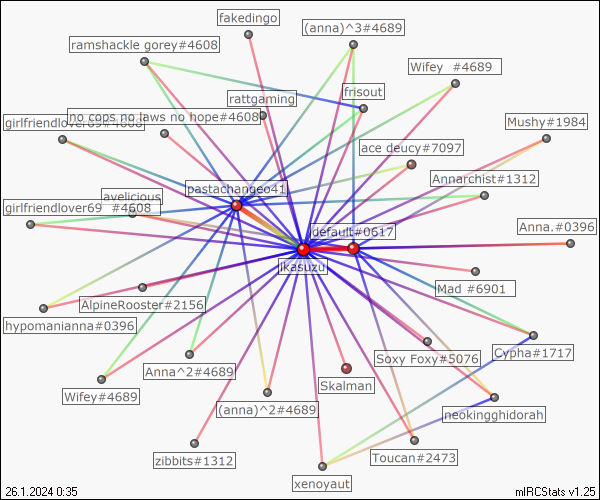 fakedingo
(anna)^3#4689
ramshackle gorey#4608
Wifey  #4689
frisout
rattgaming
no cops no laws no hope#4608
girlfriendlover69#4608
Mushy#1984
ace deucy#7097
Annarchist#1312
pastachangeo41
avelicious
girlfriendlover69  #4608
default#0617
Anna.#0396
jkasuzu
Mad #6901
AlpineRooster#2156
hypomanianna#0396
Cypha#1717
Soxy Foxy#5076
Anna^2#4689
Skalman
Wifey#4689
(anna)^2#4689
neokingghidorah
zibbits#1312
Toucan#2473
xenoyaut
26.1.2024 0:35
mIRCStats v1.25